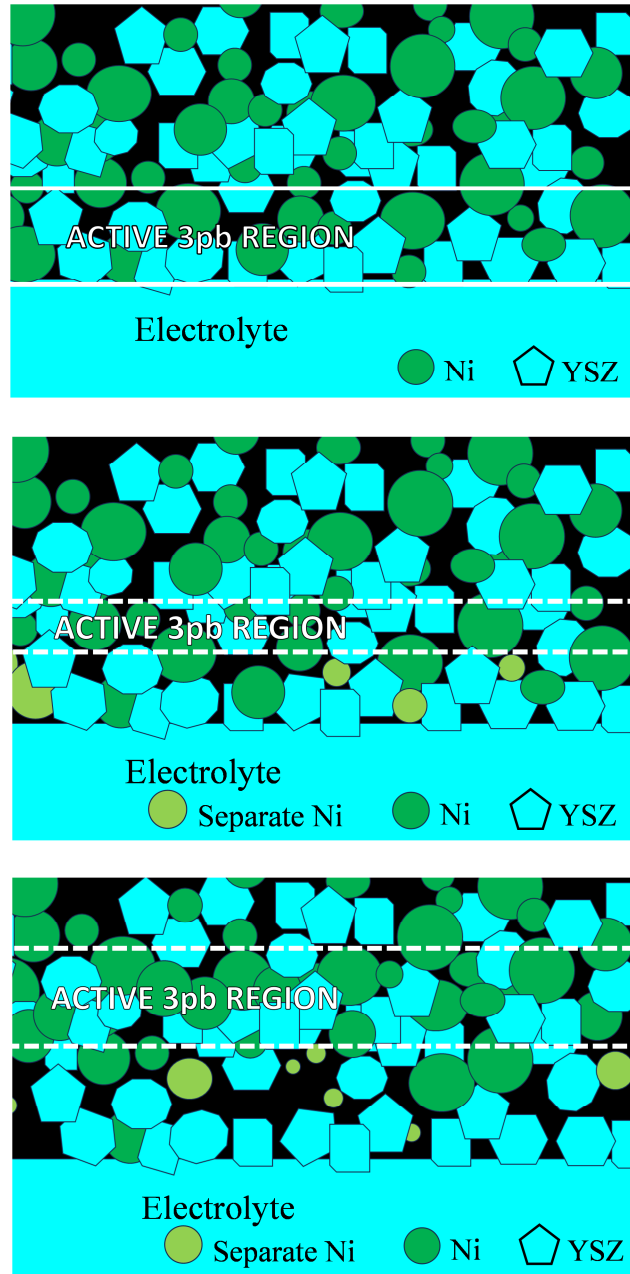 ACTIVE 3pb REGION
Electrolyte
Ni YSZ
ACTIVE 3pb REGION
Electrolyte
Separate Ni Ni YSZ
ACTIVE 3pb REGION
Electrolyte
Separate Ni Ni YSZ